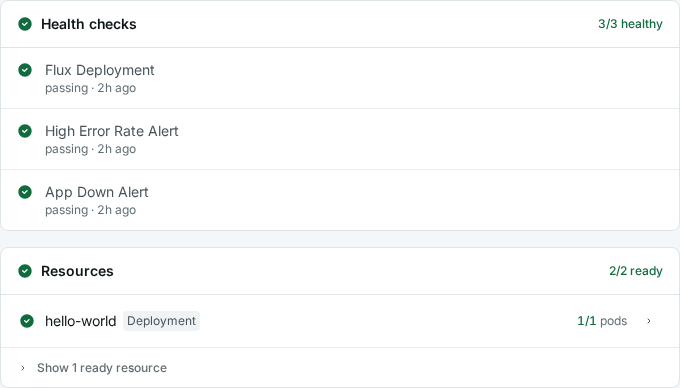 Health checks 3/3 healthy
Flux Deployment
passing · 2h ago
High Error Rate Alert
passing · 2h ago
App Down Alert
passing · 2h ago
Resources 2/2 ready
hello-world Deployment 1/1 pods
Show 1 ready resource